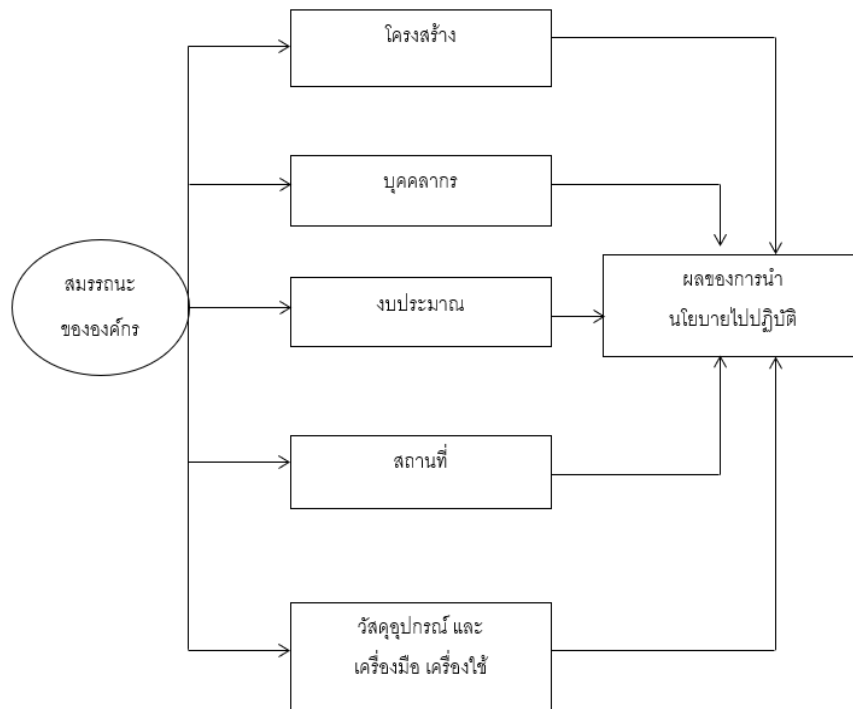 โครงสร้าง
บุคคลากร
สมรรถนะ
ขององค์กร
งบประมาณ
ผลของการนำ
นโยบายไปปฏิบัติ
สถานที่
วัสดุอุปกรณ์ และ
เครื่องมือ เครื่องใช้